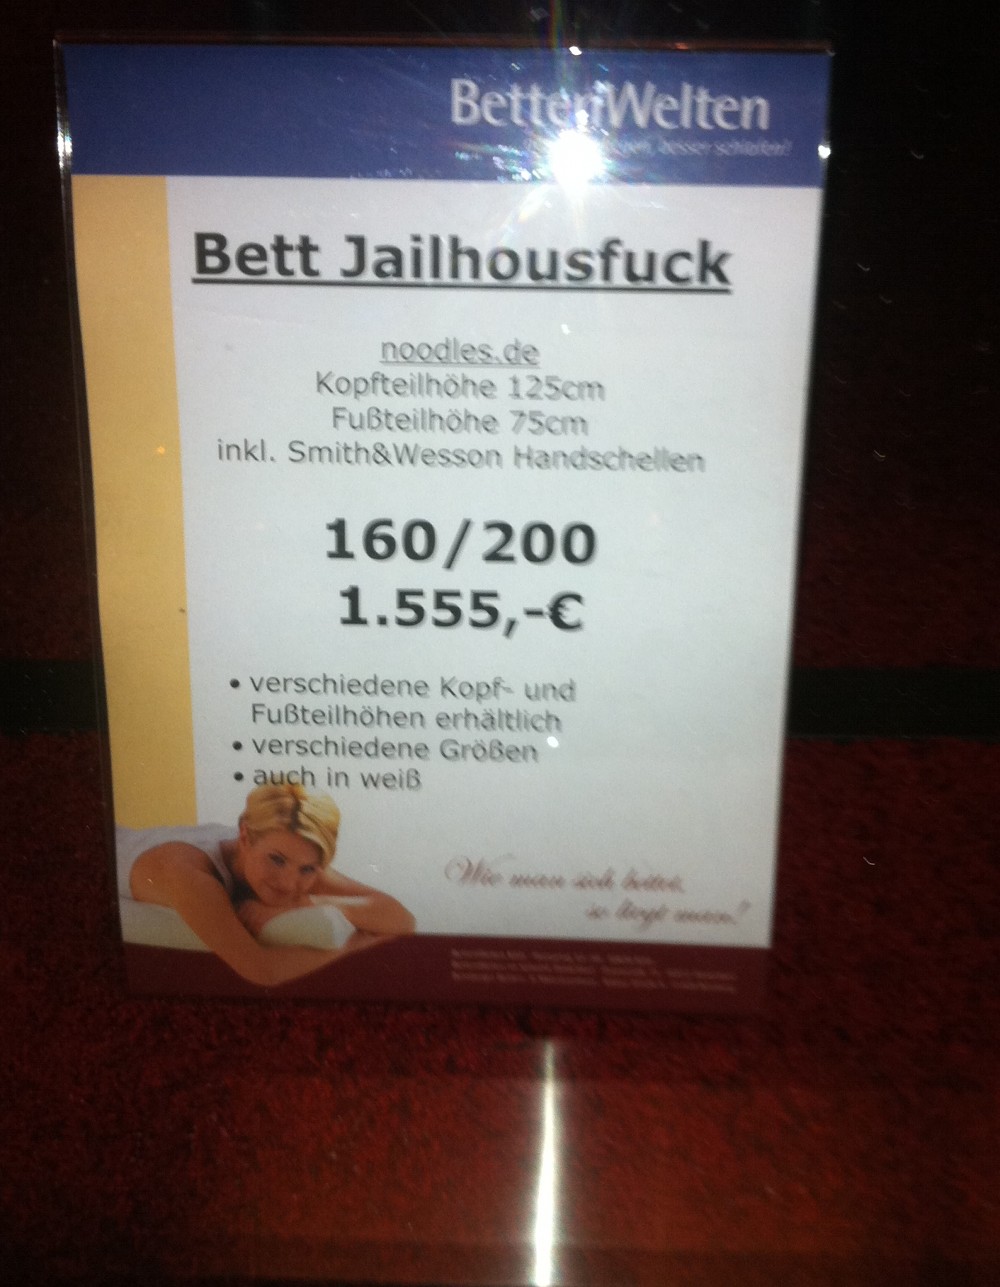 BettenWelten
besser schlafen!
Bett Jailhousfuck
noodles.de
Kopfteilhöhe 125cm
Fußteilhöhe 75cm
inkl. Smith&Wesson Handschellen
160/200
1.555,-€
• verschiedene Kopf- und
Fußteilhöhen erhältlich
• verschiedene Größen
• auch in weiß
Wie man sich bettet,
so liegt man!